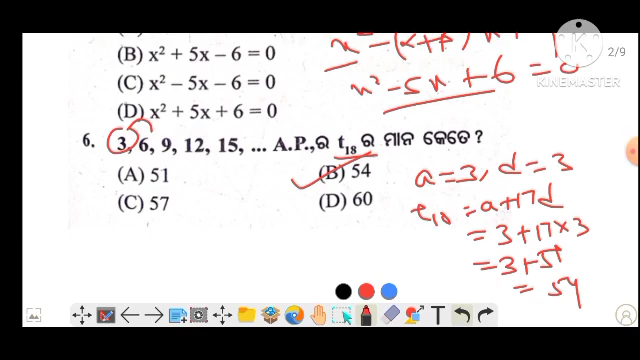 (B) x² + 5x − 6 = 0
(C) x² − 5x − 6 = 0
(D) x² + 5x + 6 = 0
x² − 5x + 6 = 0
2/9
KINEMASTER
6. 3, 6, 9, 12, 15, ... A.P.,ର t₁₈ ର ମାନ କେତେ ?
(A) 51
(B) 54
(C) 57
(D) 60
a = 3, d = 3
t₁₈ = a + 17d
= 3 + 17 × 3
= 3 + 51
= 54